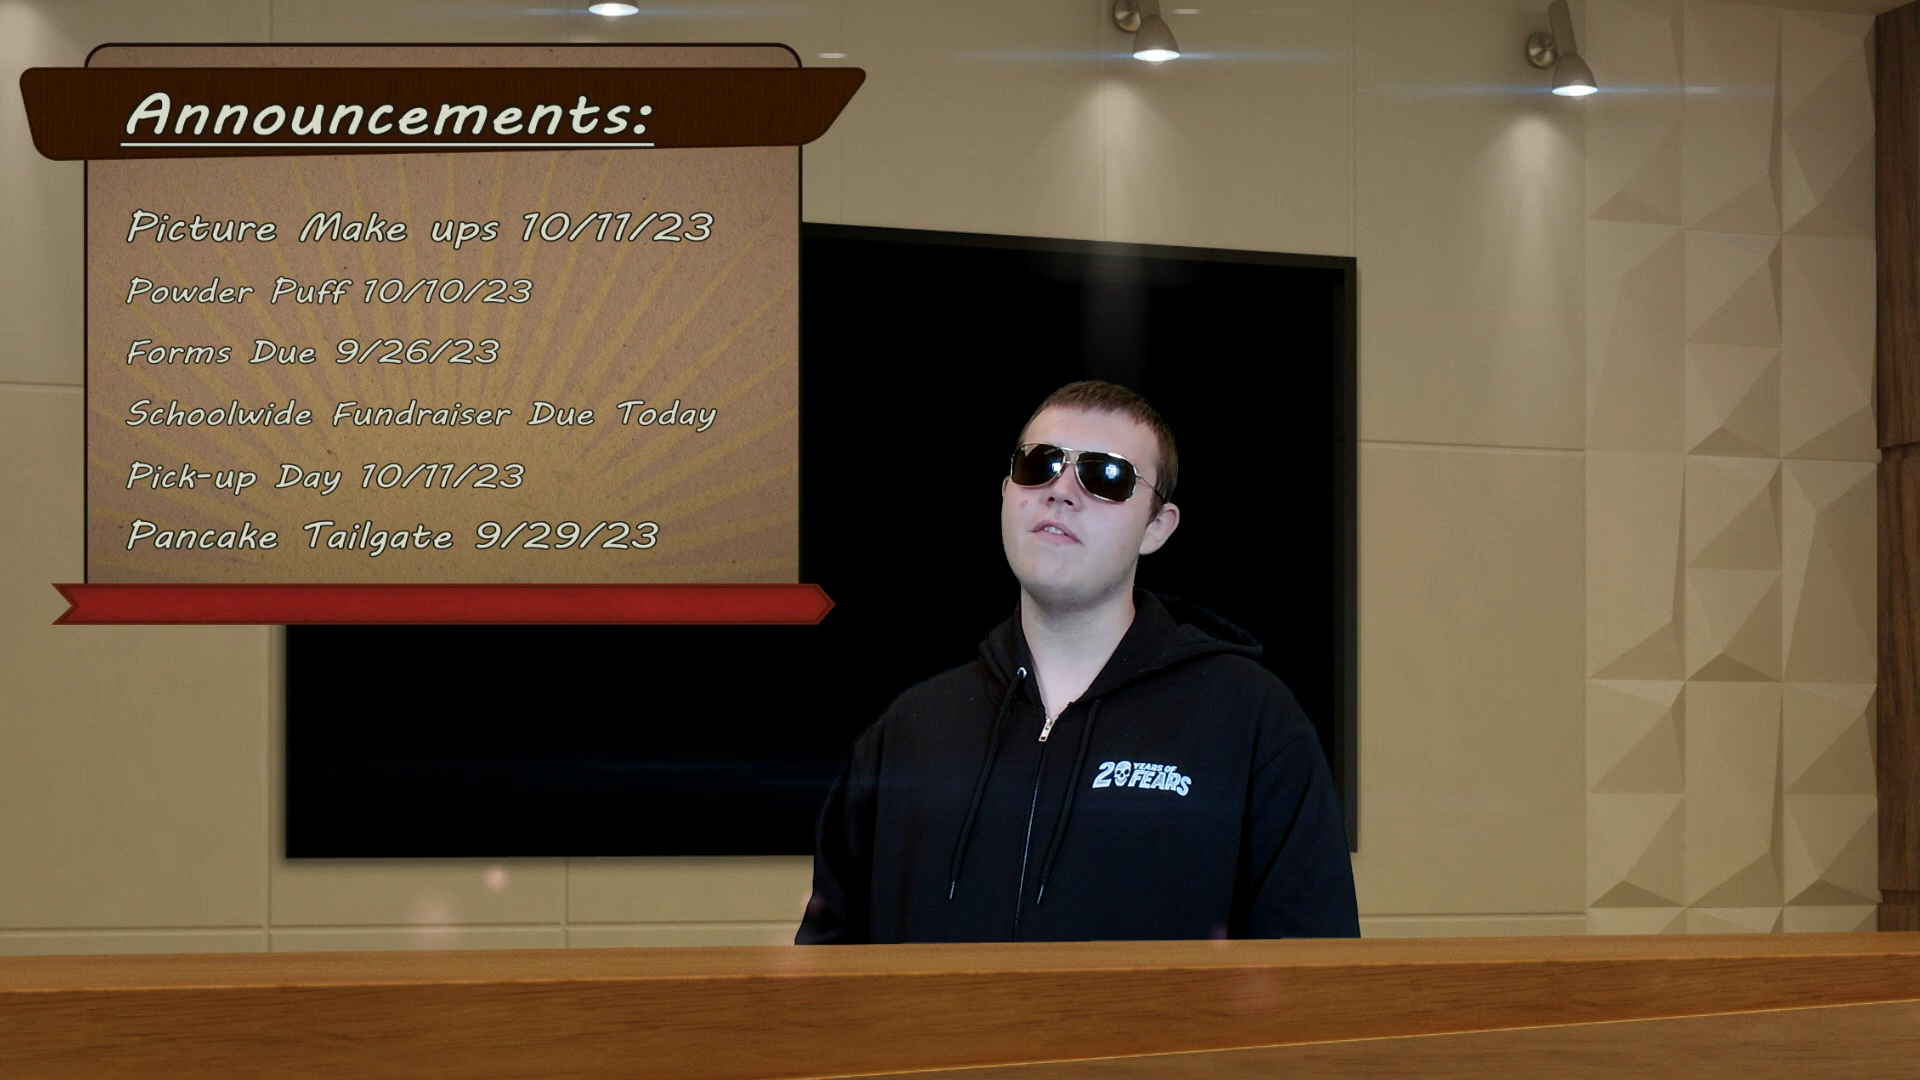 Announcements:
Picture Make ups 10/11/23
Powder Puff 10/10/23
Forms Due 9/26/23
Schoolwide Fundraiser Due Today
Pick-up Day 10/11/23
Pancake Tailgate 9/29/23
20 YEARS OF FEARS